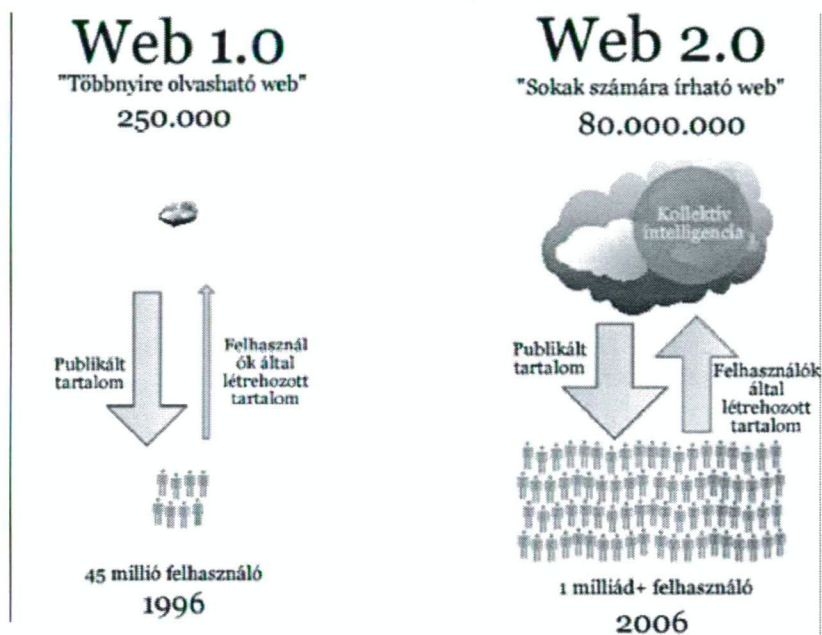 Web 1.0
"Többnyire olvasható web"
250.000
Publikált
tartalom
Felhasznál
ók által
létrehozott
tartalom
45 millió felhasználó
1996
Web 2.0
"Sokak számára írható web"
80.000.000
Kollektív
intelligencia
Publikált
tartalom
Felhasználók
által
létrehozott
tartalom
1 milliád+ felhasználó
2006